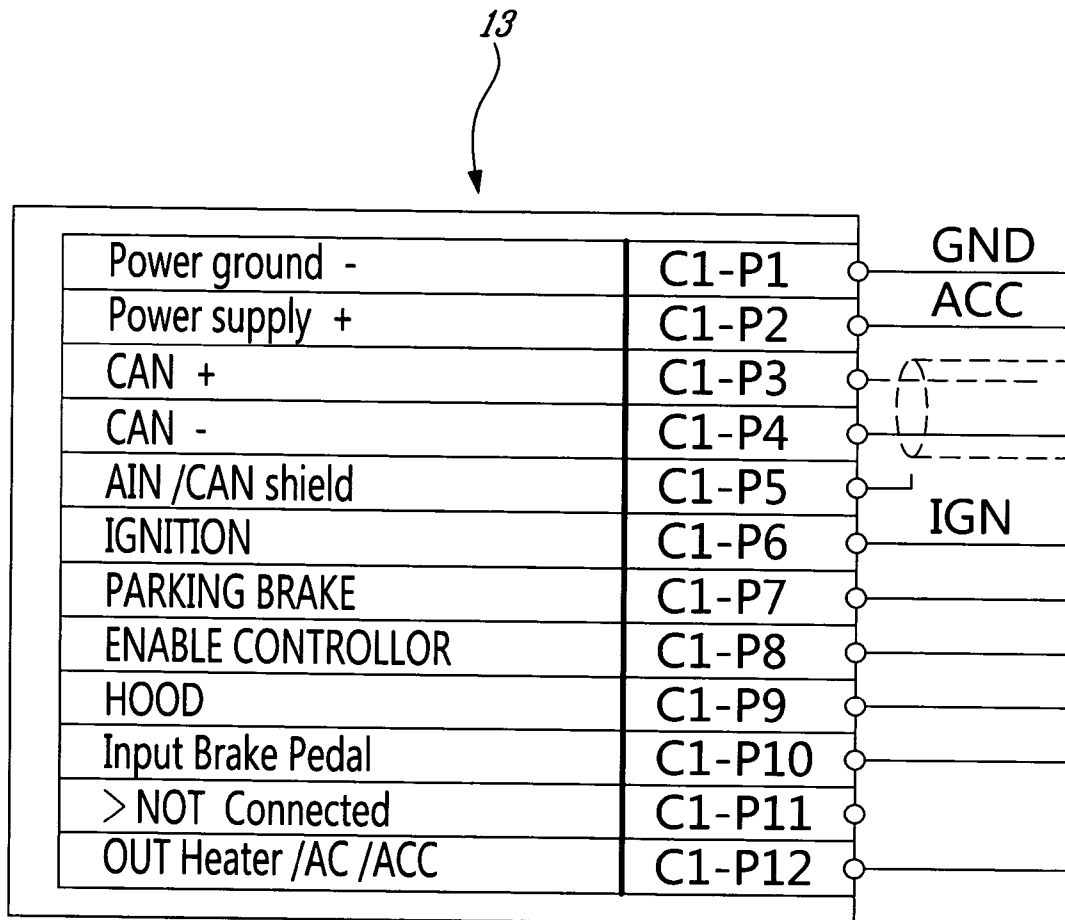 13
Power ground - C1-P1 GND
Power supply + C1-P2 ACC
CAN + C1-P3
CAN - C1-P4
AIN /CAN shield C1-P5
IGNITION C1-P6 IGN
PARKING BRAKE C1-P7
ENABLE CONTROLLOR C1-P8
HOOD C1-P9
Input Brake Pedal C1-P10
> NOT Connected C1-P11
OUT Heater /AC /ACC C1-P12